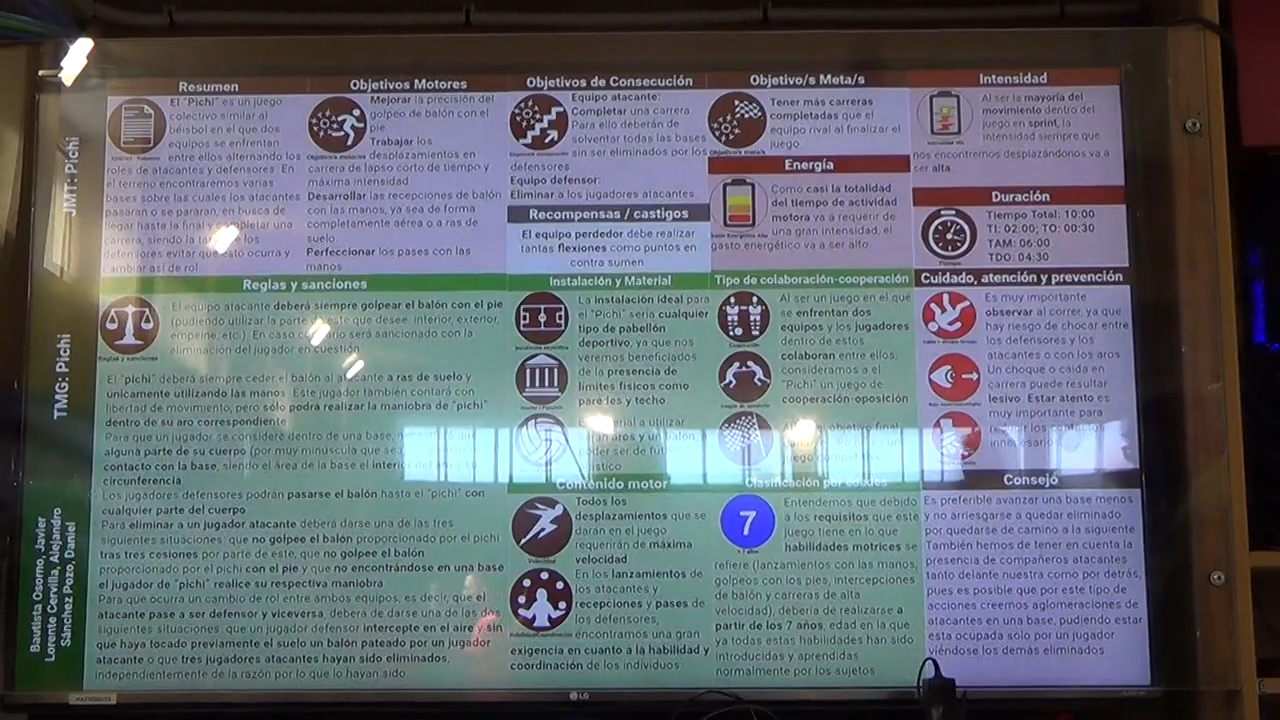 JMT: Pichi
TMG: Pichi
Bautista Osorno, Javier
Lorente Cervilla, Alejandro
Sánchez Pozo, Daniel
Resumen
El "Pichi" es un juego
colectivo similar al
béisbol en el que dos
equipos se enfrentan
entre ellos alternando los
roles de atacantes y defensores. En
el terreno encontraremos varias
bases sobre las cuales los atacantes
pasarán o se pararán, en busca de
llegar hasta la final y completar una
carrera, siendo la de los
defensores evitar que esto ocurra y
cambiar así de rol
Objetivos Motores
Mejorar la precisión del
golpeo de balón con el
pie
Trabajar los
desplazamientos en
carrera de lapso corto de tiempo y
máxima intensidad
Desarrollar las recepciones de balón
con las manos, ya sea de forma
completamente aérea o a ras de
suelo
Perfeccionar los pases con las
manos
Objetivos de Consecución
Equipo atacante:
Completar una carrera.
Para ello deberán de
solventar todas las bases
sin ser eliminados por los
defensores
Equipo defensor:
Eliminar a los jugadores atacantes
Recompensas / castigos
El equipo perdedor debe realizar
tantas flexiones como puntos en
contra sumen
Objetivo/s Meta/s
Tener más carreras
completadas que el
equipo rival al finalizar el
juego
Energía
Como casi la totalidad
del tiempo de actividad
motora va a requerir de
una gran intensidad, el
gasto energético va a ser alto.
Intensidad
Al ser la mayoría del
movimiento dentro del
juego en sprint, la
intensidad siempre que
nos encontremos desplazándonos va a
ser alta
Duración
Tiempo Total: 10:00
TI: 02:00; TO: 00:30
TAM: 06:00
TDO: 04:30
Tiempo
Reglas y sanciones
Reglas y sanciones
El equipo atacante deberá siempre golpear el balón con el pie
(pudiendo utilizar la parte de este que desee: interior, exterior,
empeine, etc.). En caso contrario será sancionado con la
eliminación del jugador en cuestión
El "pichi" deberá siempre ceder el balón al atacante a ras de suelo y
únicamente utilizando las manos. Este jugador también contará con
libertad de movimiento, pero sólo podrá realizar la maniobra de "pichi"
dentro de su aro correspondiente
Para que un jugador se considere dentro de una base,
alguna parte de su cuerpo (por muy minúscula que sea)
contacto con la base, siendo el área de la base el interior del aro y su
circunferencia
Los jugadores defensores podrán pasarse el balón hasta el "pichi" con
cualquier parte del cuerpo
Para eliminar a un jugador atacante deberá darse una de las tres
siguientes situaciones: que no golpee el balón proporcionado por el pichi
tras tres cesiones por parte de este, que no golpee el balón
proporcionado por el pichi con el pie y que no encontrándose en una base
el jugador de "pichi" realice su respectiva maniobra.
Para que ocurra un cambio de rol entre ambos equipos, es decir, que el
atacante pase a ser defensor y viceversa, deberá de darse una de las dos
siguientes situaciones: que un jugador defensor intercepte en el aire y sin
que haya tocado previamente el suelo un balón pateado por un jugador
atacante o que tres jugadores atacantes hayan sido eliminados,
independientemente de la razón por lo que lo hayan sido.
Instalación y Material
La instalación ideal para
el "Pichi" sería cualquier
tipo de pabellón
deportivo, ya que nos
veremos beneficiados
de la presencia de
límites físicos como
paredes y techo.
material a utilizar
aros y un balón,
poder ser de fútbol
Contenido motor
Velocidad
Todos los
desplazamientos que se
darán en el juego
requerirán de máxima
velocidad
En los lanzamientos de
los atacantes y
recepciones y pases de
los defensores,
encontramos una gran
exigencia en cuanto a la habilidad y
coordinación de los individuos
Tipo de colaboración-cooperación
Cooperación
Al ser un juego en el que
se enfrentan dos
equipos y los jugadores
dentro de estos
colaboran entre ellos,
consideramos a el
"Pichi" un juego de
cooperación-oposición
objetivo final
Clasificación por edades
7
Entendemos que debido
a los requisitos que este
juego tiene en lo que
habilidades motrices se
refiere (lanzamientos con las manos,
golpeos con los pies, intercepciones
de balón y carreras de alta
velocidad), debería de realizarse a
partir de los 7 años, edad en la que
ya todas estas habilidades han sido
introducidas y aprendidas
normalmente por los sujetos
Cuidado, atención y prevención
Es muy importante
observar al correr, ya que
hay riesgo de chocar entre
los defensores y los
atacantes o con los aros
Un choque o caída en
carrera puede resultar
lesivo. Estar atento es
muy importante para
Consejo
Es preferible avanzar una base menos
y no arriesgarse a quedar eliminado
por quedarse de camino a la siguiente
También hemos de tener en cuenta la
presencia de compañeros atacantes
tanto delante nuestra como por detrás,
pues es posible que por este tipo de
acciones creemos aglomeraciones de
atacantes en una base, pudiendo estar
esta ocupada solo por un jugador
viéndose los demás eliminados
LG